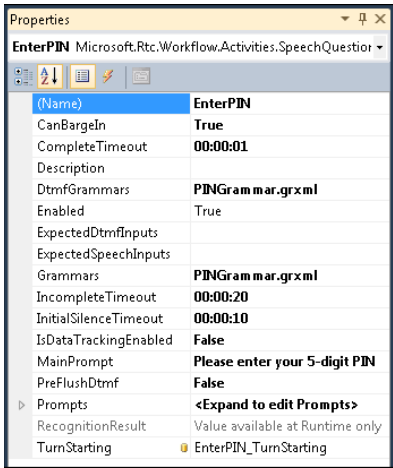 Properties
EnterPIN Microsoft.Rtc.Workflow.Activities.SpeechQuestion
(Name) EnterPIN
CanBargeIn True
CompleteTimeout 00:00:01
Description
DtmfGrammars PINGrammar.grxml
Enabled True
ExpectedDtmfInputs
ExpectedSpeechInputs
Grammars PINGrammar.grxml
IncompleteTimeout 00:00:20
InitialSilenceTimeout 00:00:10
IsDataTrackingEnabled False
MainPrompt Please enter your 5-digit PIN
PreFlushDtmf False
Prompts <Expand to edit Prompts>
RecognitionResult Value available at Runtime only
TurnStarting EnterPIN_TurnStarting